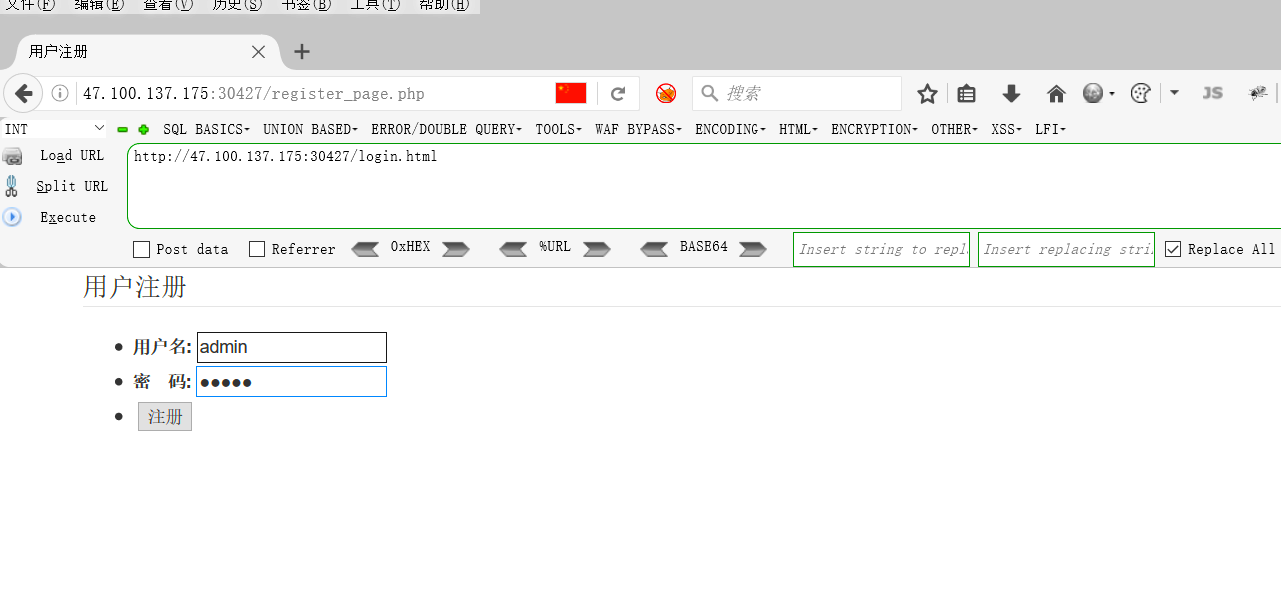 文件(F) 编辑(E) 查看(V) 历史(S) 书签(B) 工具(T) 帮助(H)
用户注册
47.100.137.175:30427/register_page.php 搜索 JS
INT SQL BASICS UNION BASED ERROR/DOUBLE QUERY TOOLS WAF BYPASS ENCODING HTML ENCRYPTION OTHER XSS LFI
Load URL http://47.100.137.175:30427/login.html
Split URL
Execute
Post data Referrer 0xHEX %URL BASE64 Insert string to repl Insert replacing stri Replace All
用户注册
用户名: admin
密 码: ●●●●●
注册